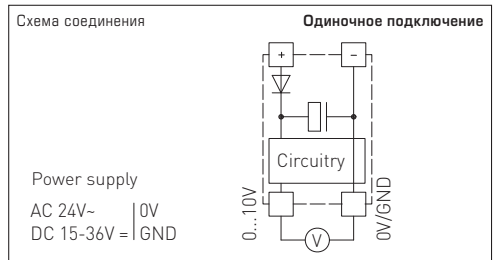 Схема соединения
Одиночное подключение
+ −
Circuitry
Power supply
AC 24V~ | 0V
DC 15-36V = | GND
0...10V
0V/GND
V